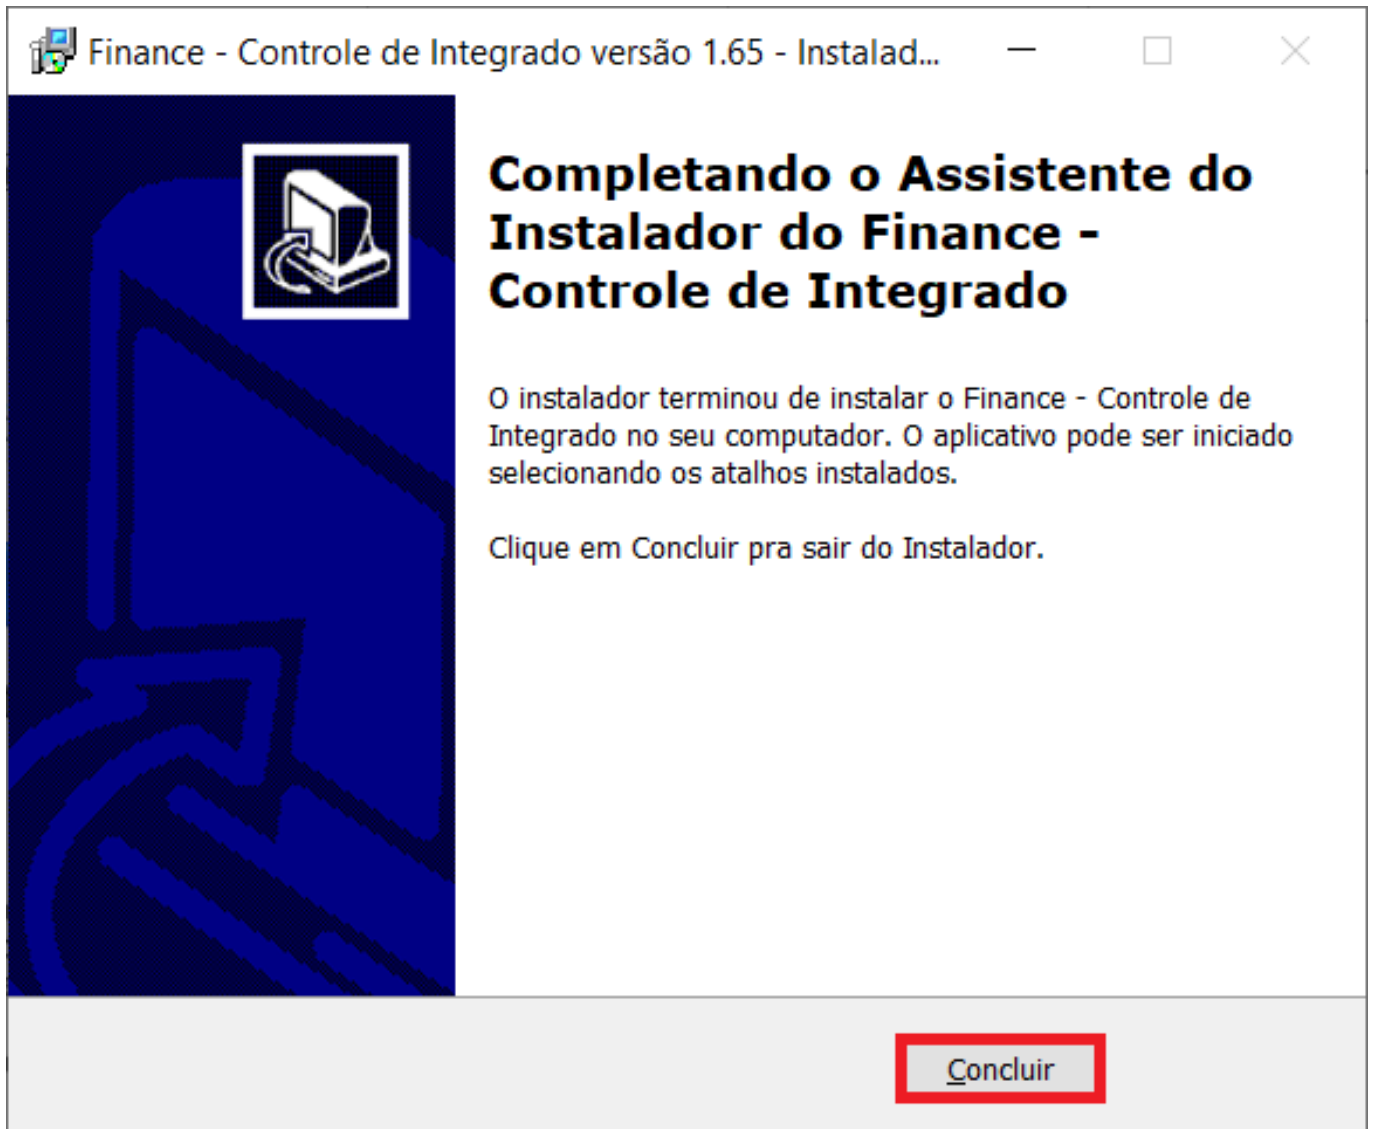 Finance - Controle de Integrado versão 1.65 - Instalad...
Completando o Assistente do
Instalador do Finance -
Controle de Integrado
O instalador terminou de instalar o Finance - Controle de
Integrado no seu computador. O aplicativo pode ser iniciado
selecionando os atalhos instalados.
Clique em Concluir pra sair do Instalador.
Concluir